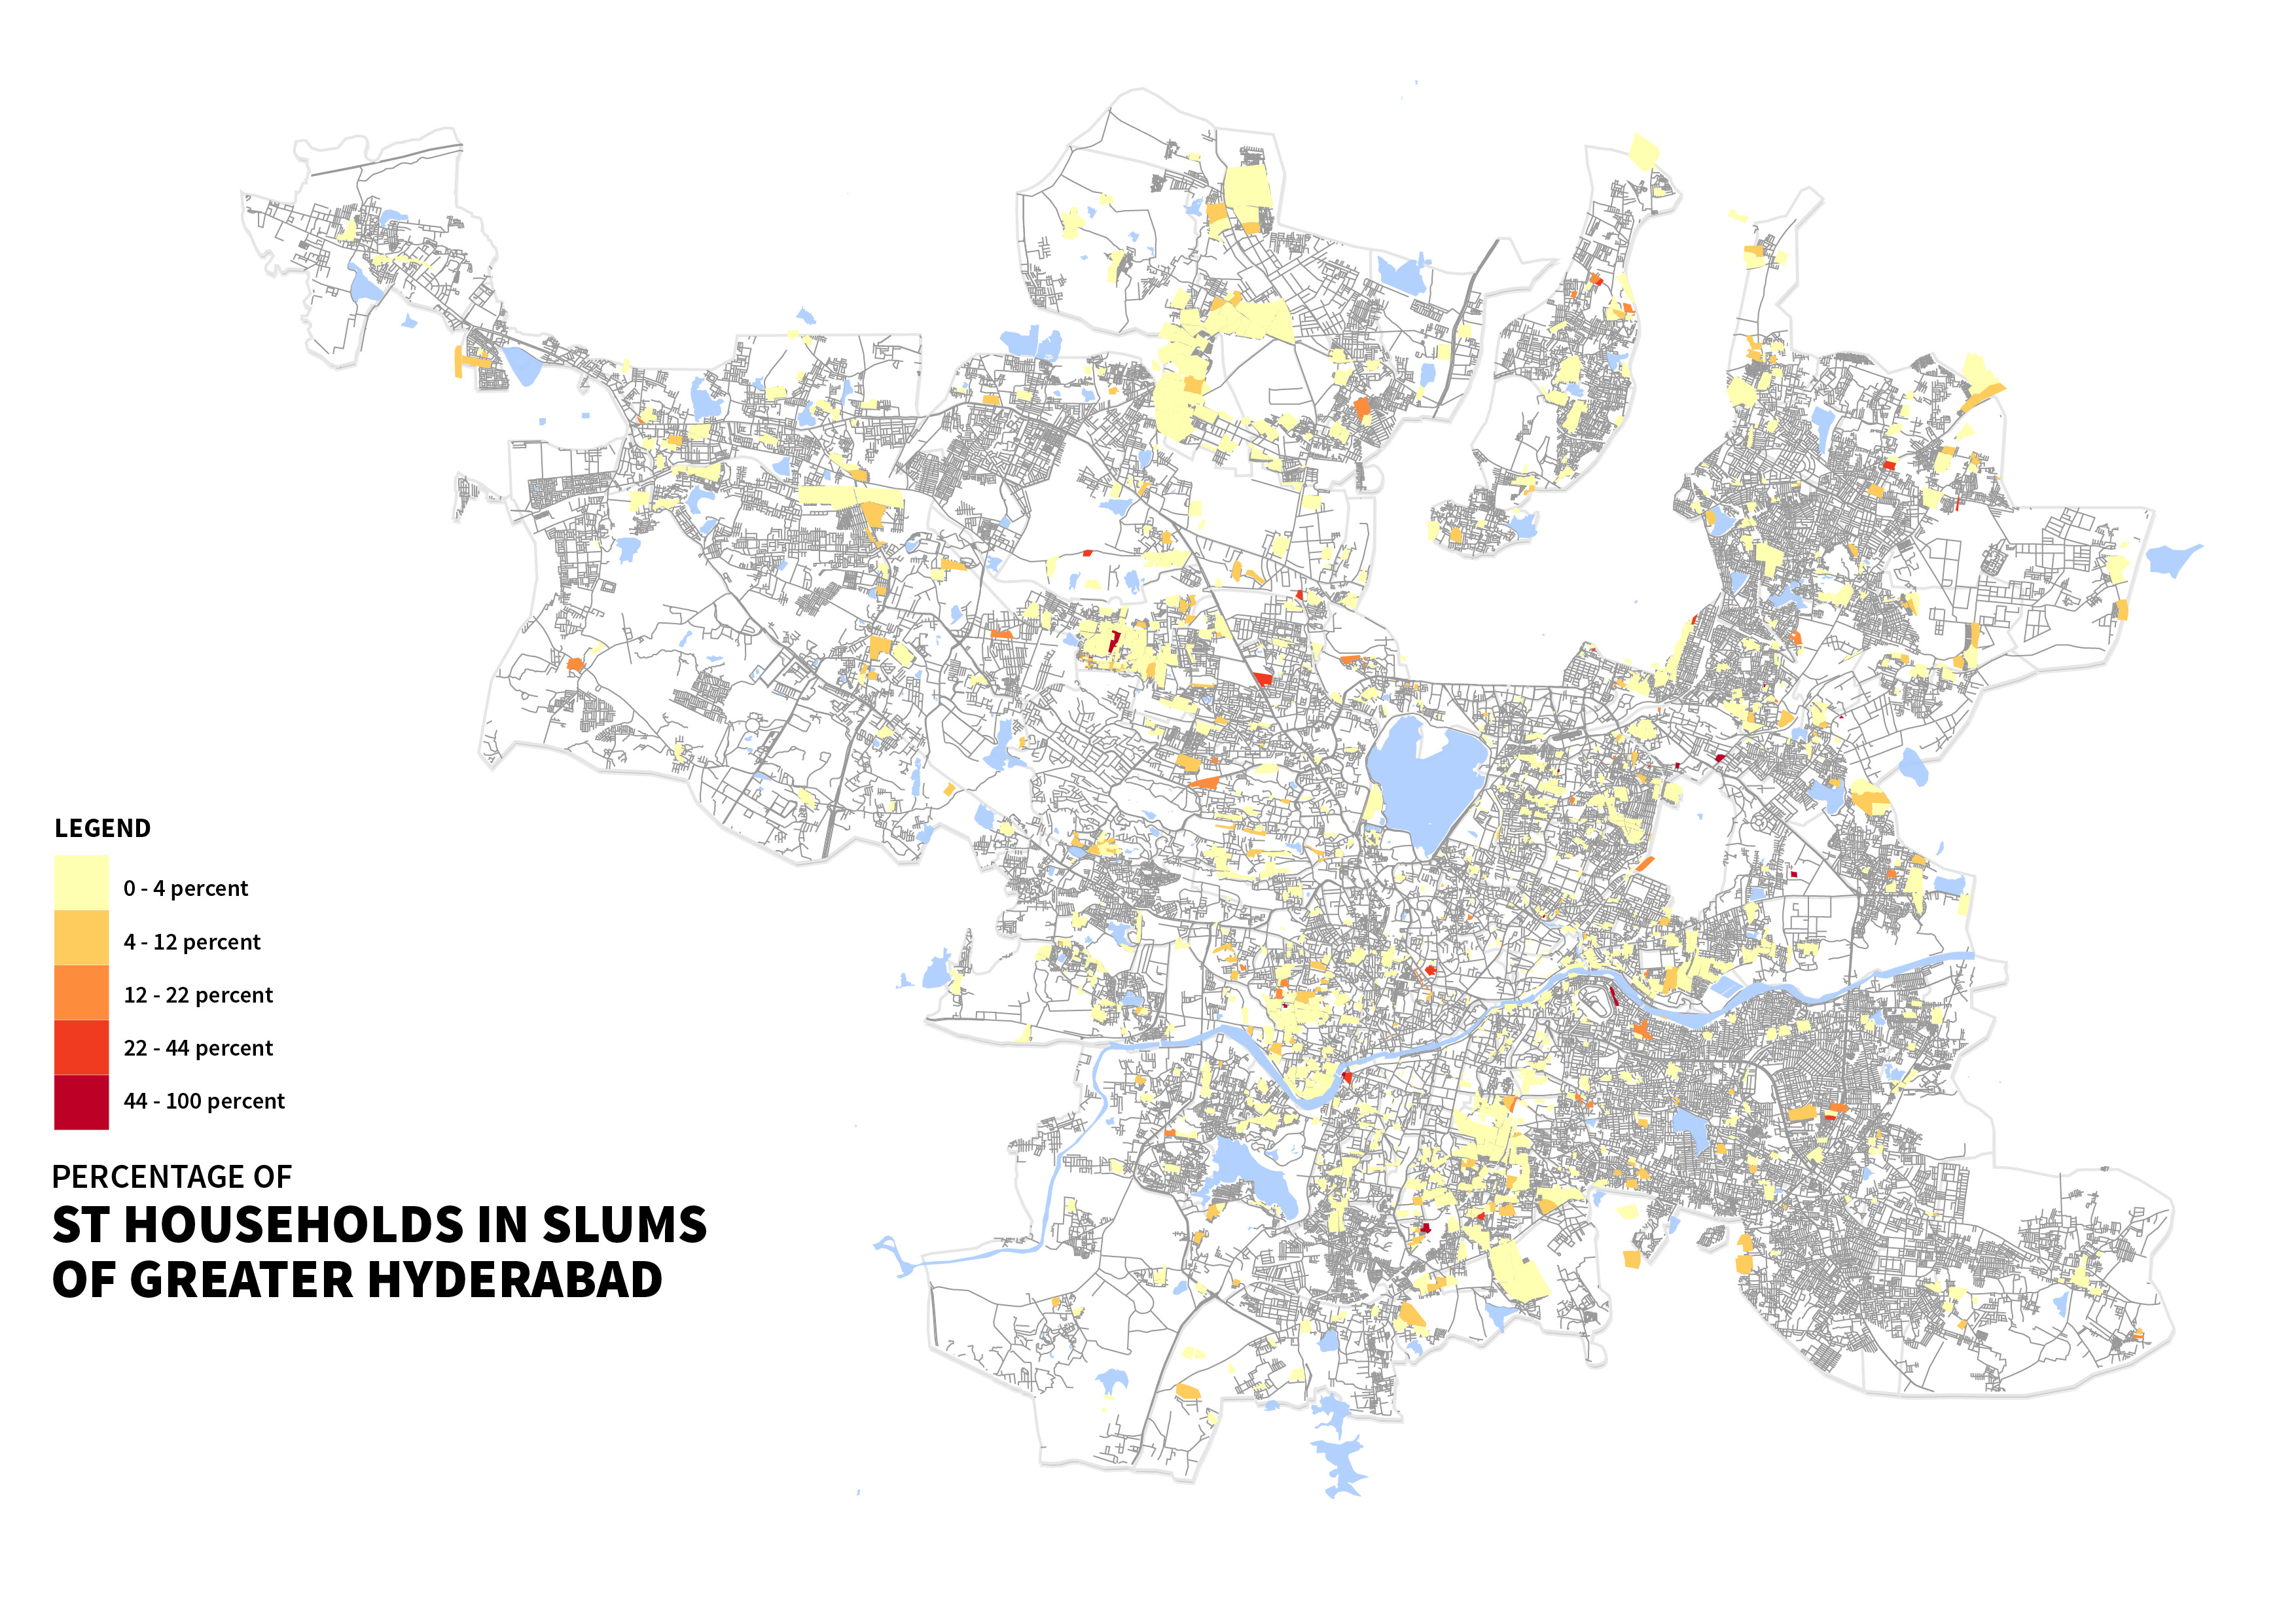 LEGEND
0 - 4 percent
4 - 12 percent
12 - 22 percent
22 - 44 percent
44 - 100 percent
PERCENTAGE OF
ST HOUSEHOLDS IN SLUMS
OF GREATER HYDERABAD